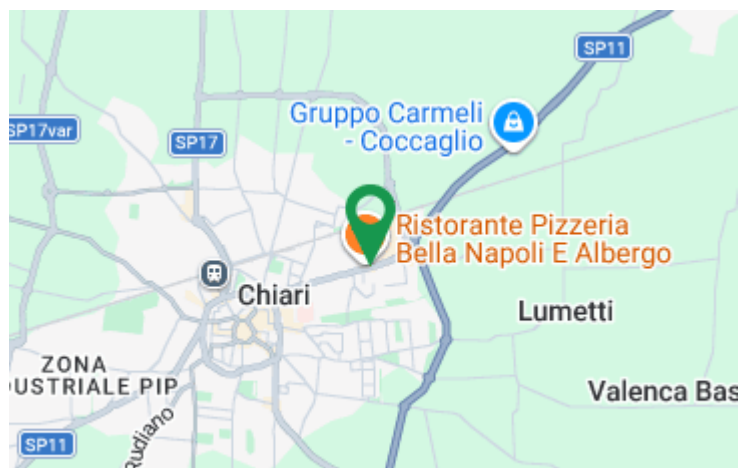 SP11
Gruppo Carmeli
- Coccaglio
SP17var
SP17
Ristorante Pizzeria
Bella Napoli E Albergo
Chiari
Lumetti
ZONA
DUSTRIALE PIP
Valenca Bas
Rudiano
SP11